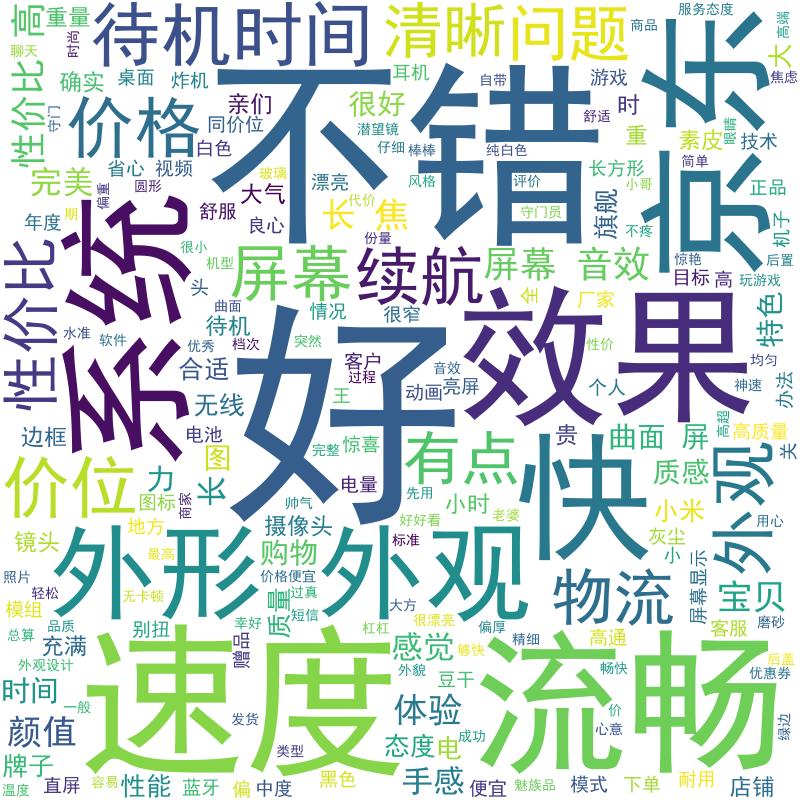 高
重量
聊天
时尚
待机时间
清晰问题
服务态度
高端
大
焦虑
商品
京东
性价比
守门
确实
桌面
炸机
耳机
自带
游戏
亲们
很好
潜望镜
时
舒适
价格
同价位
白色
不错
仔细
棒棒
纯白色
重
素皮
眼睛
技术
省心
视频
玻璃
长方形
简单
完美
偏重
圆形
大气
漂亮
风格
评价
小哥
正品
年度
期
舒服
良心
长 焦
代价
守门员
旗舰
不疼
机子
份量
惊艳
后置
性价比
系统
很小
机型
屏幕
续航
屏幕 音效
全
厂家
目标
高
玩游戏
特色
头
曲面
情况
很窄
待机
水准
软件
优秀
档次
突然
效果
性价
均匀
合适
好
客户
过程
音效
动画
亮屏
王
个人
神速
办法
无线
边框
电池
完整
惊喜
有点
贵
曲面 屏
高超
高质量
关
价位
力
图
长
图标
商家
电量
先用
快
质感
外观
小时
小米
帅气
好好看
老婆
地方
摄像头
标准
灰尘
用心
镜头
最高
外形
外观
购物
小
照片
轻松
无卡顿
价格便宜
物流
屏幕显示
宝贝
模组
质量
过真
大方
很漂亮
品质
别扭
短信
幸好
杠杠
偏厚
精细
高通
客服
磨砂
总算
充满
赠品
感觉
够快
后盖
外观设计
速度
外貌
豆干
流畅
畅快
优惠券
时间
一般
体验
价
绿边
颜值
发货
态度
电
成功
心意
牌子
类型
温度
直屏
容易
性能
蓝牙
偏
中度
黑色
手感
便宜
魅族品
模式
下单
耐用
店铺